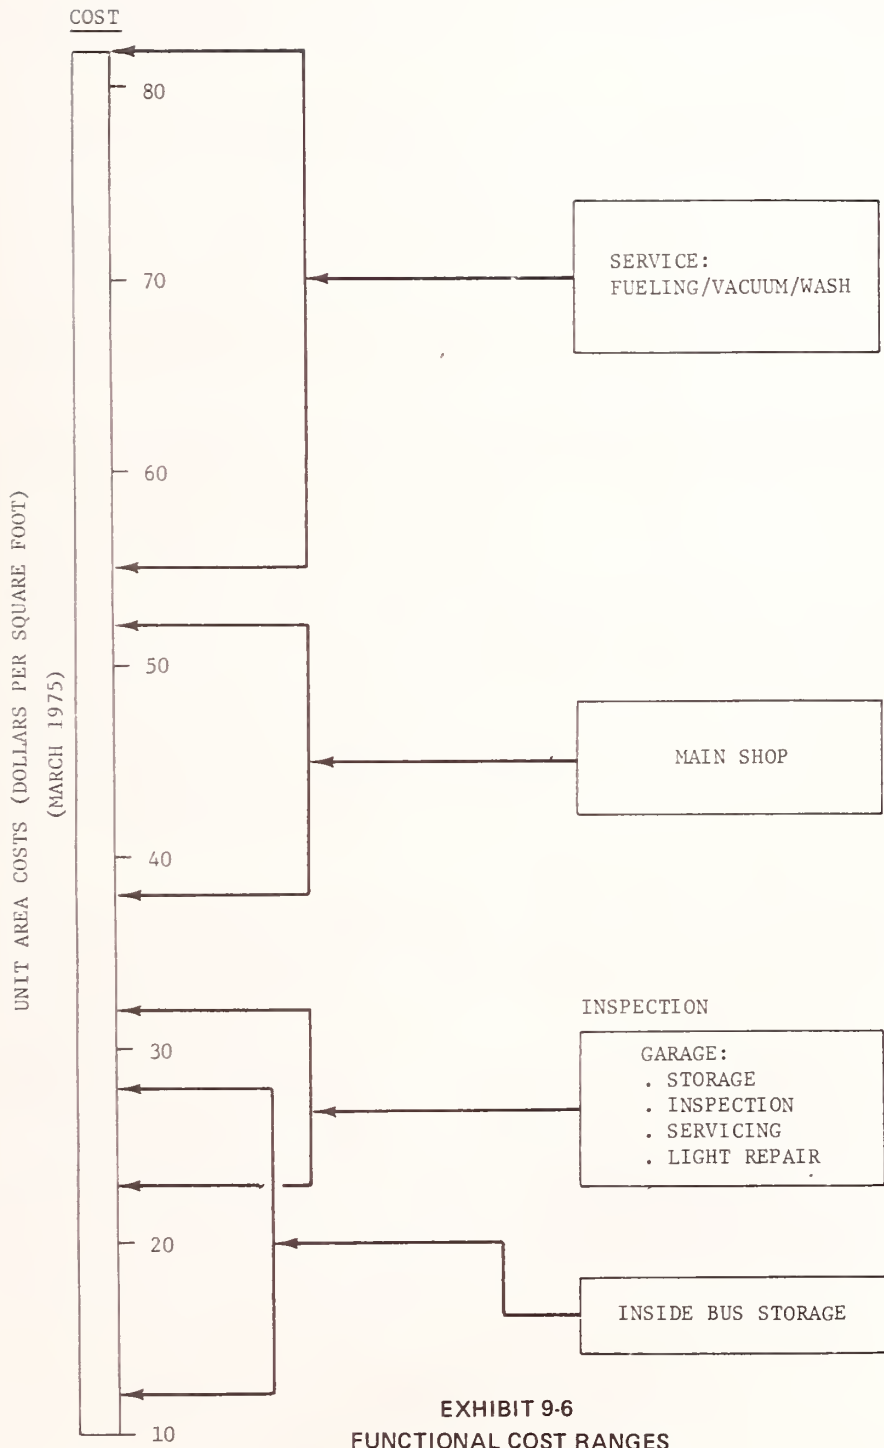 COST
80
70
60
50
40
30
20
10
UNIT AREA COSTS (DOLLARS PER SQUARE FOOT)
(MARCH 1975)
SERVICE:
FUELING/VACUUM/WASH
MAIN SHOP
INSPECTION
GARAGE:
. STORAGE
. INSPECTION
. SERVICING
. LIGHT REPAIR
INSIDE BUS STORAGE
EXHIBIT 9-6
FUNCTIONAL COST RANGES